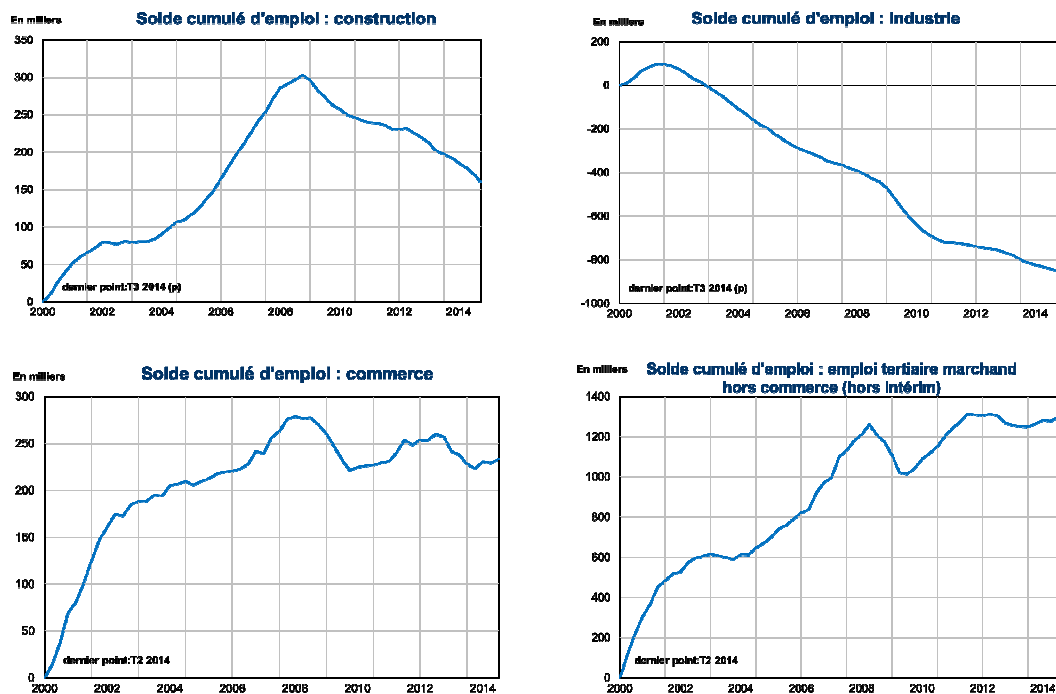 En milliers
Solde cumulé d'emploi : construction
350
300
250
200
150
100
50
0
dernier point:T3 2014 (p)
2000 2002 2004 2006 2008 2010 2012 2014
En milliers
Solde cumulé d'emploi : industrie
200
0
-200
-400
-600
-800
-1000
dernier point:T3 2014 (p)
2000 2002 2004 2006 2008 2010 2012 2014
En milliers
Solde cumulé d'emploi : commerce
300
250
200
150
100
50
0
dernier point:T2 2014
2000 2002 2004 2006 2008 2010 2012 2014
En milliers
Solde cumulé d'emploi : emploi tertiaire marchand
hors commerce (hors intérim)
1400
1200
1000
800
600
400
200
0
dernier point:T2 2014
2000 2002 2004 2006 2008 2010 2012 2014